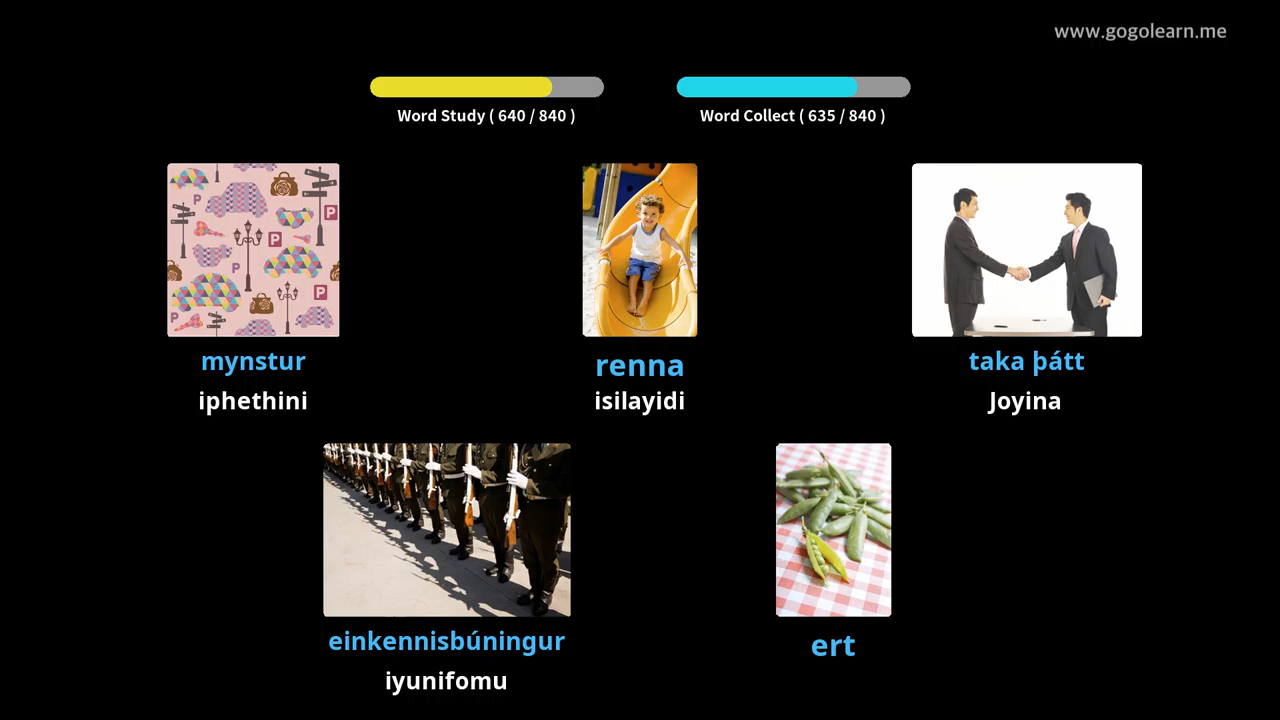 www.gogolearn.me
Word Study ( 640 / 840 )
Word Collect ( 635 / 840 )
P
P
P
P
P
P
mynstur
renna
taka þátt
iphethini
isilayidi
Joyina
einkennisbúningur
ert
iyunifomu